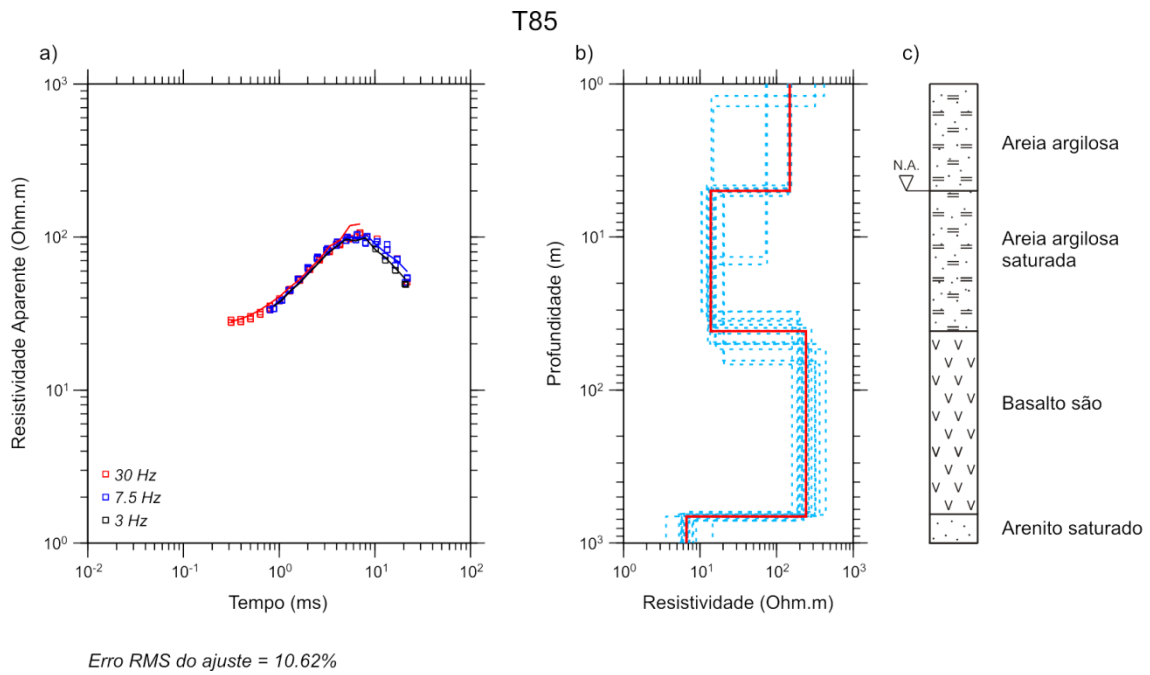 T85
a)
b)
c)
10³
10²
10¹
10⁰
Resistividade Aparente (Ohm.m)
30 Hz
7.5 Hz
3 Hz
10⁻²
10⁻¹
10⁰
10¹
10²
Tempo (ms)
10⁰
10¹
10²
10³
Profundidade (m)
10⁰
10¹
10²
10³
Resistividade (Ohm.m)
N.A.
Areia argilosa
Areia argilosa
saturada
Basalto são
Arenito saturado
Erro RMS do ajuste = 10.62%